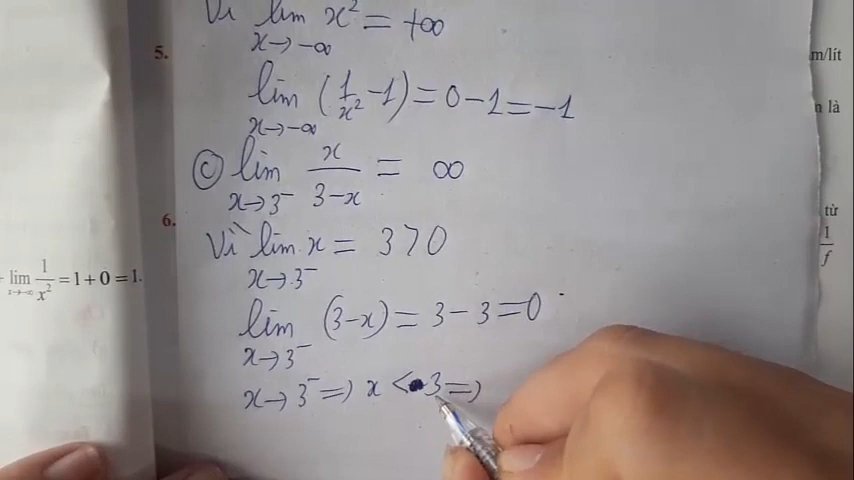 Vì lim x² = +∞
x→-∞
5.
m/lít
lim (1/x² -1) = 0 - 1 = -1
x→-∞
n là
ⓒ lim x/(3-x) = ∞
x→3⁻
6.
từ
Vì lim x = 3 > 0
x→3⁻
1/f
lim 1/x² = 1 + 0 = 1.
x→-∞
lim (3-x) = 3 - 3 = 0
x→3⁻
x→3⁻ => x < 3 =>